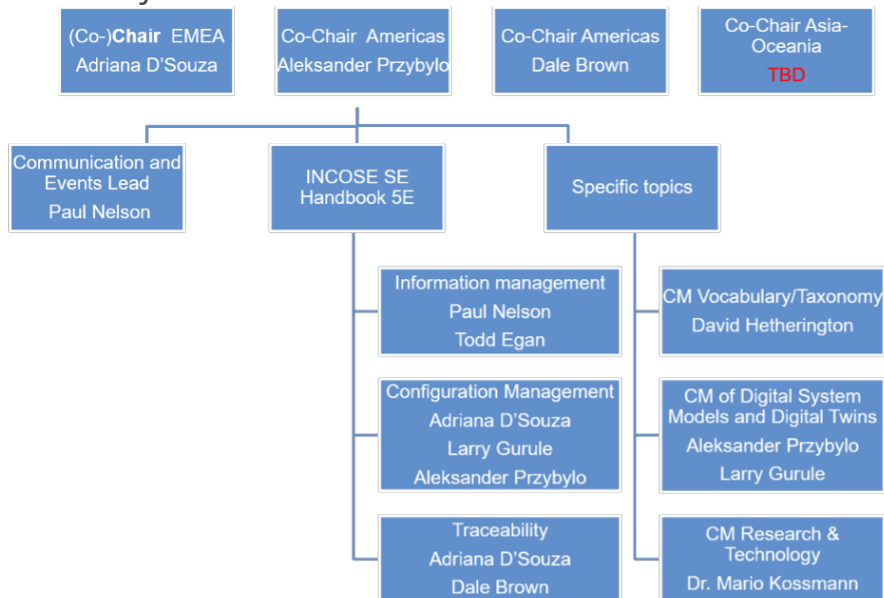 (Co-)Chair EMEA
Adriana D'Souza
Co-Chair Americas
Aleksander Przybylo
Co-Chair Americas
Dale Brown
Co-Chair Asia-
Oceania
TBD
Communication and
Events Lead
Paul Nelson
INCOSE SE
Handbook 5E
Specific topics
Information management
Paul Nelson
Todd Egan
Configuration Management
Adriana D'Souza
Larry Gurule
Aleksander Przybylo
Traceability
Adriana D'Souza
Dale Brown
CM Vocabulary/Taxonomy
David Hetherington
CM of Digital System
Models and Digital Twins
Aleksander Przybylo
Larry Gurule
CM Research &
Technology
Dr. Mario Kossmann